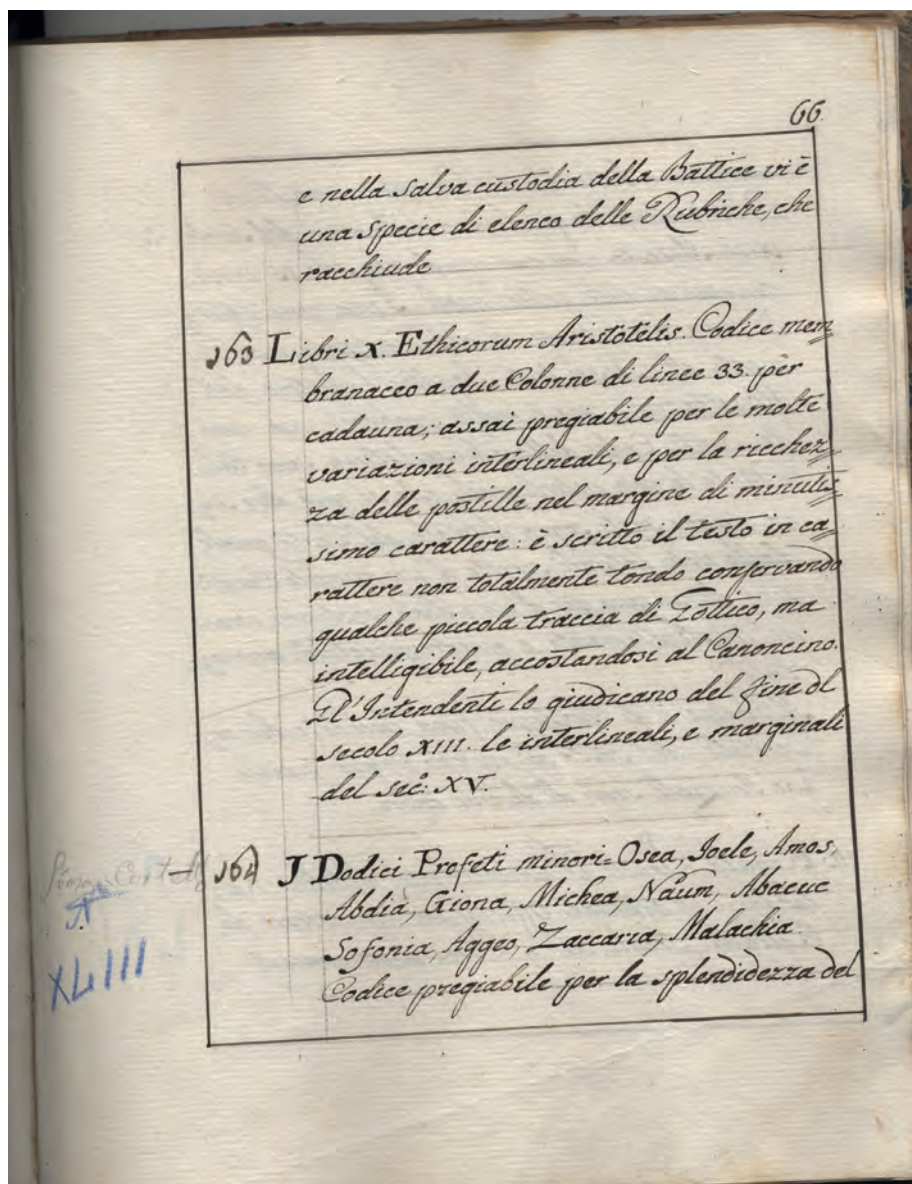 66.
e nella salva custodia della Battice vi è
una specie di elenco delle Rubriche, che
racchiude
163 Libri X. Ethicorum Aristotelis. Codice mem=
branaceo a due Colonne di linee 33. per
cadauna; assai pregiabile per le molte
variazioni interlineali, e per la ricchez=
za delle postille nel margine di minutis=
simo carattere: è scritto il testo in ca=
rattere non totalmente tondo conservando
qualche piccola traccia di Gottico, ma
intelligibile, accostandosi al Canoncino.
Gl'Intendenti lo giudicano del fine dl
secolo XIII. le interlineali, e marginali
del sec: XV.
164 I Dodici Profeti minori= Osea, Joele, Amos,
Abdia, Giona, Michea, Naum, Abacuc
Sofonia, Aggeo, Zaccaria, Malachia.
Codice pregiabile per la splendidezza del
XLIII